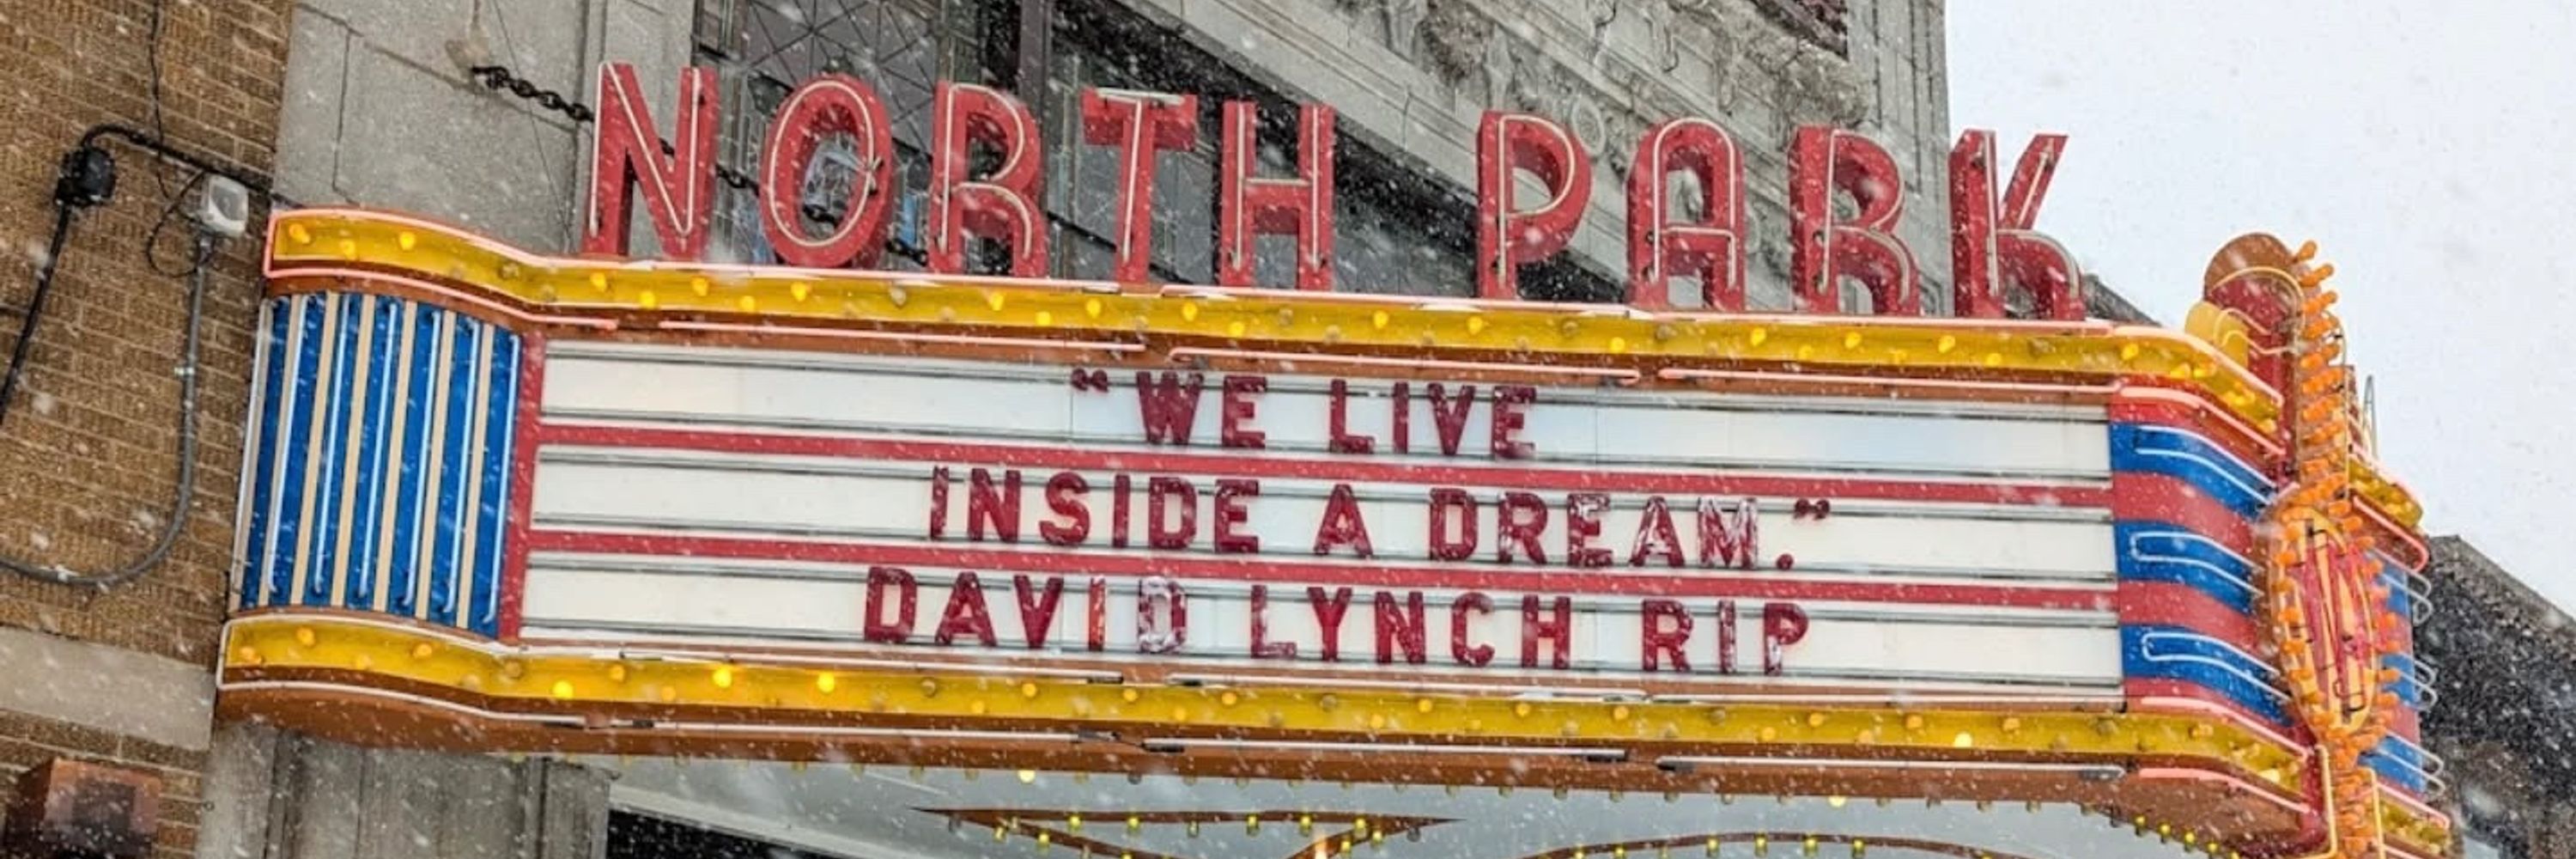 NORTH PARK
“WE LIVE
INSIDE A DREAM.”
DAVID LYNCH RIP